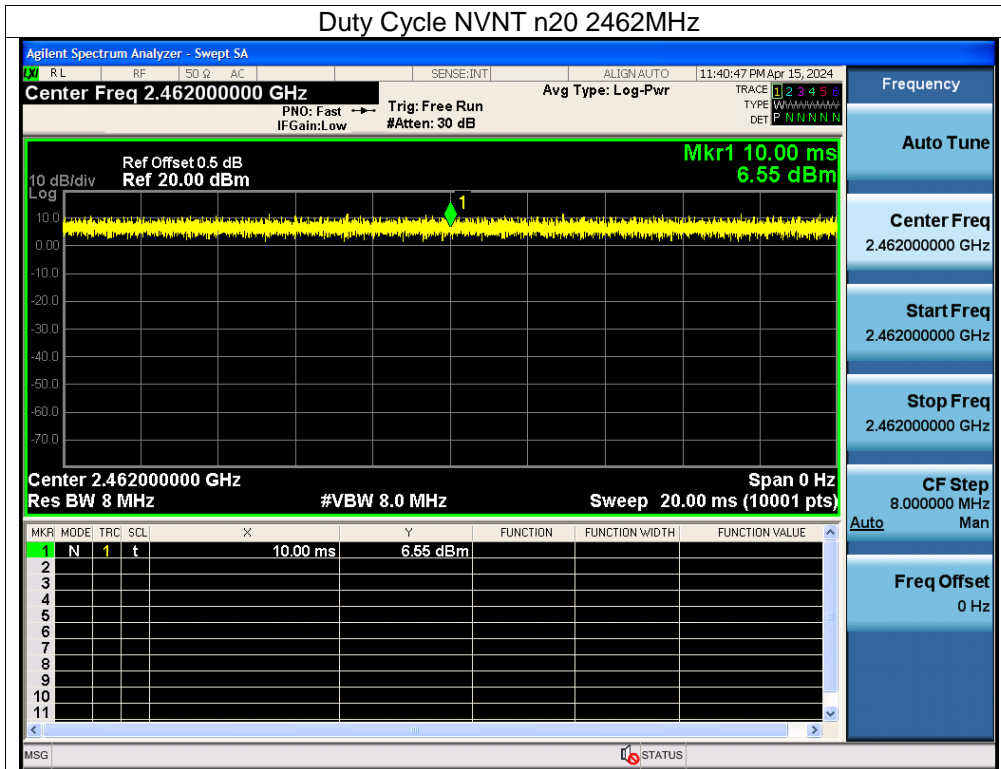 Duty Cycle NVNT n20 2462MHz
Agilent Spectrum Analyzer - Swept SA
LXI RL RF 50 Ω AC SENSE:INT ALIGN AUTO 11:40:47 PM Apr 15, 2024
Center Freq 2.462000000 GHz
PNO: Fast
IFGain:Low
Trig: Free Run
#Atten: 30 dB
Avg Type: Log-Pwr
TRACE 1 2 3 4 5 6
TYPE WWWWWW
DET P N N N N N
Mkr1 10.00 ms
6.55 dBm
Ref Offset 0.5 dB
10 dB/div Ref 20.00 dBm
Log
1
10.0
0.00
-10.0
-20.0
-30.0
-40.0
-50.0
-60.0
-70.0
Center 2.462000000 GHz Span 0 Hz
Res BW 8 MHz #VBW 8.0 MHz Sweep 20.00 ms (10001 pts)
MKR MODE TRC SCL X Y FUNCTION FUNCTION WIDTH FUNCTION VALUE
1 N 1 t 10.00 ms 6.55 dBm
2
3
4
5
6
7
8
9
10
11
MSG STATUS
Frequency
Auto Tune
Center Freq
2.462000000 GHz
Start Freq
2.462000000 GHz
Stop Freq
2.462000000 GHz
CF Step
8.000000 MHz
Auto Man
Freq Offset
0 Hz